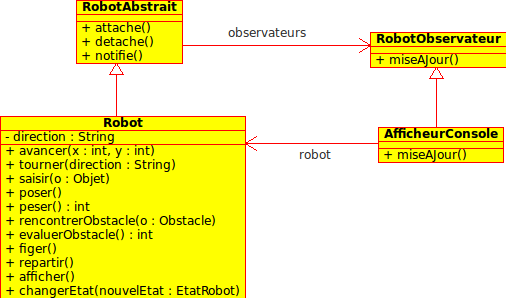 RobotAbstrait
+ attache()
+ detache()
+ notifie()
observateurs
RobotObservateur
+ miseAJour()
Robot
- direction : String
+ avancer(x : int, y : int)
+ tourner(direction : String)
+ saisir(o : Objet)
+ poser()
+ peser() : int
+ rencontrerObstacle(o : Obstacle)
+ evaluerObstacle() : int
+ figer()
+ repartir()
+ afficher()
+ changerEtat(nouvelEtat : EtatRobot)
robot
AfficheurConsole
+ miseAJour()